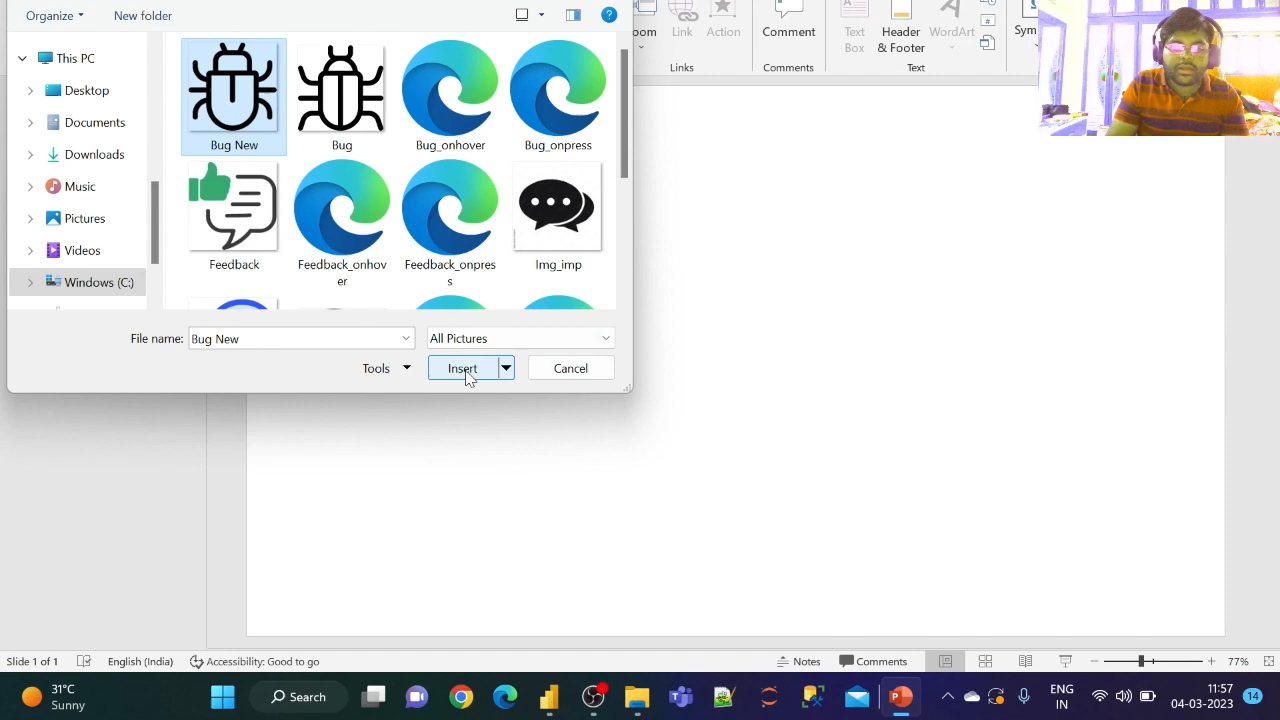 Organize
New folder
?
This PC
Desktop
Documents
Downloads
Music
Pictures
Videos
Windows (C:)
Bug New
Bug
Bug_onhover
Bug_onpress
Feedback
Feedback_onhov
er
Feedback_onpres
s
Img_imp
File name:
Bug New
All Pictures
Tools
Insert
Cancel
oom
Link
Action
Links
Comment
Comments
Text
Box
Header
& Footer
WordArt
Text
Sym
Slide 1 of 1
English (India)
Accessibility: Good to go
Notes
Comments
77%
31°C
Sunny
Search
ENG
IN
11:57
04-03-2023
14